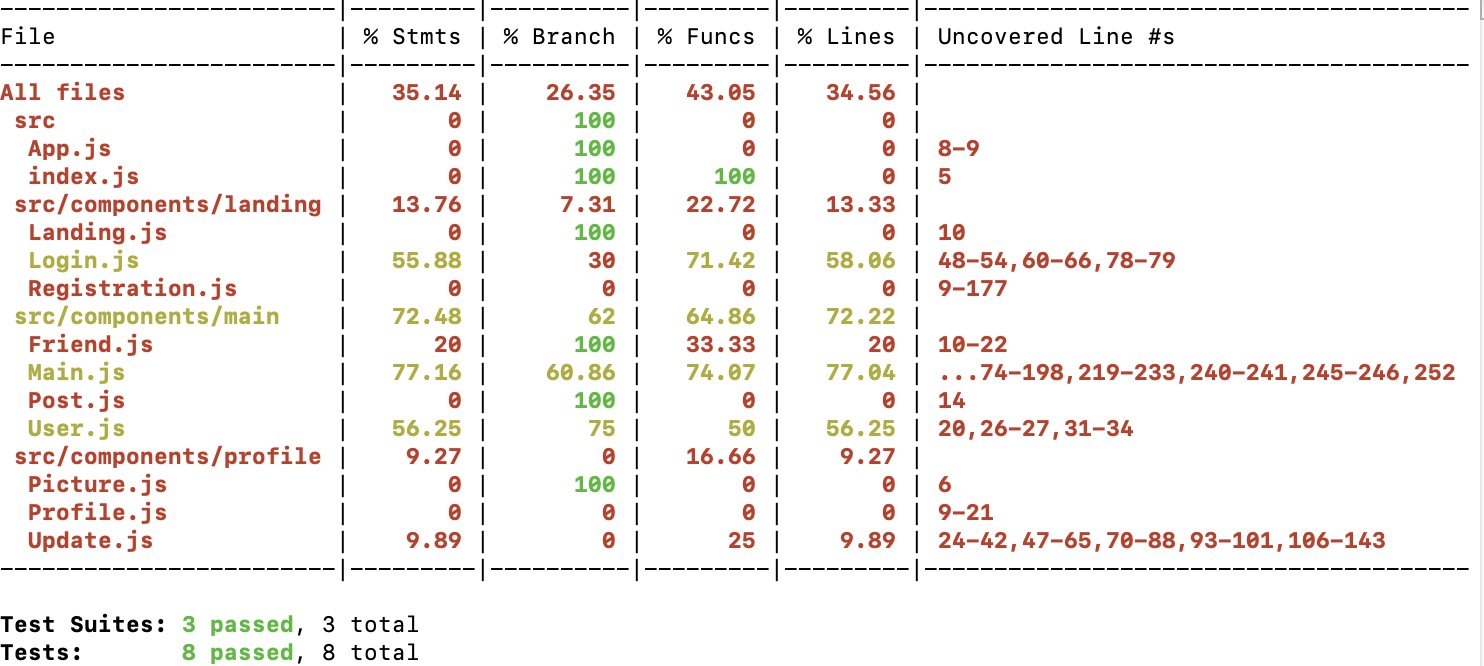 File | % Stmts | % Branch | % Funcs | % Lines | Uncovered Line #s
All files | 35.14 | 26.35 | 43.05 | 34.56 |
src | 0 | 100 | 0 | 0 |
App.js | 0 | 100 | 0 | 0 | 8-9
index.js | 0 | 100 | 100 | 0 | 5
src/components/landing | 13.76 | 7.31 | 22.72 | 13.33 |
Landing.js | 0 | 100 | 0 | 0 | 10
Login.js | 55.88 | 30 | 71.42 | 58.06 | 48-54,60-66,78-79
Registration.js | 0 | 0 | 0 | 0 | 9-177
src/components/main | 72.48 | 62 | 64.86 | 72.22 |
Friend.js | 20 | 100 | 33.33 | 20 | 10-22
Main.js | 77.16 | 60.86 | 74.07 | 77.04 | ...74-198,219-233,240-241,245-246,252
Post.js | 0 | 100 | 0 | 0 | 14
User.js | 56.25 | 75 | 50 | 56.25 | 20,26-27,31-34
src/components/profile | 9.27 | 0 | 16.66 | 9.27 |
Picture.js | 0 | 100 | 0 | 0 | 6
Profile.js | 0 | 0 | 0 | 0 | 9-21
Update.js | 9.89 | 0 | 25 | 9.89 | 24-42,47-65,70-88,93-101,106-143
Test Suites: 3 passed, 3 total
Tests: 8 passed, 8 total